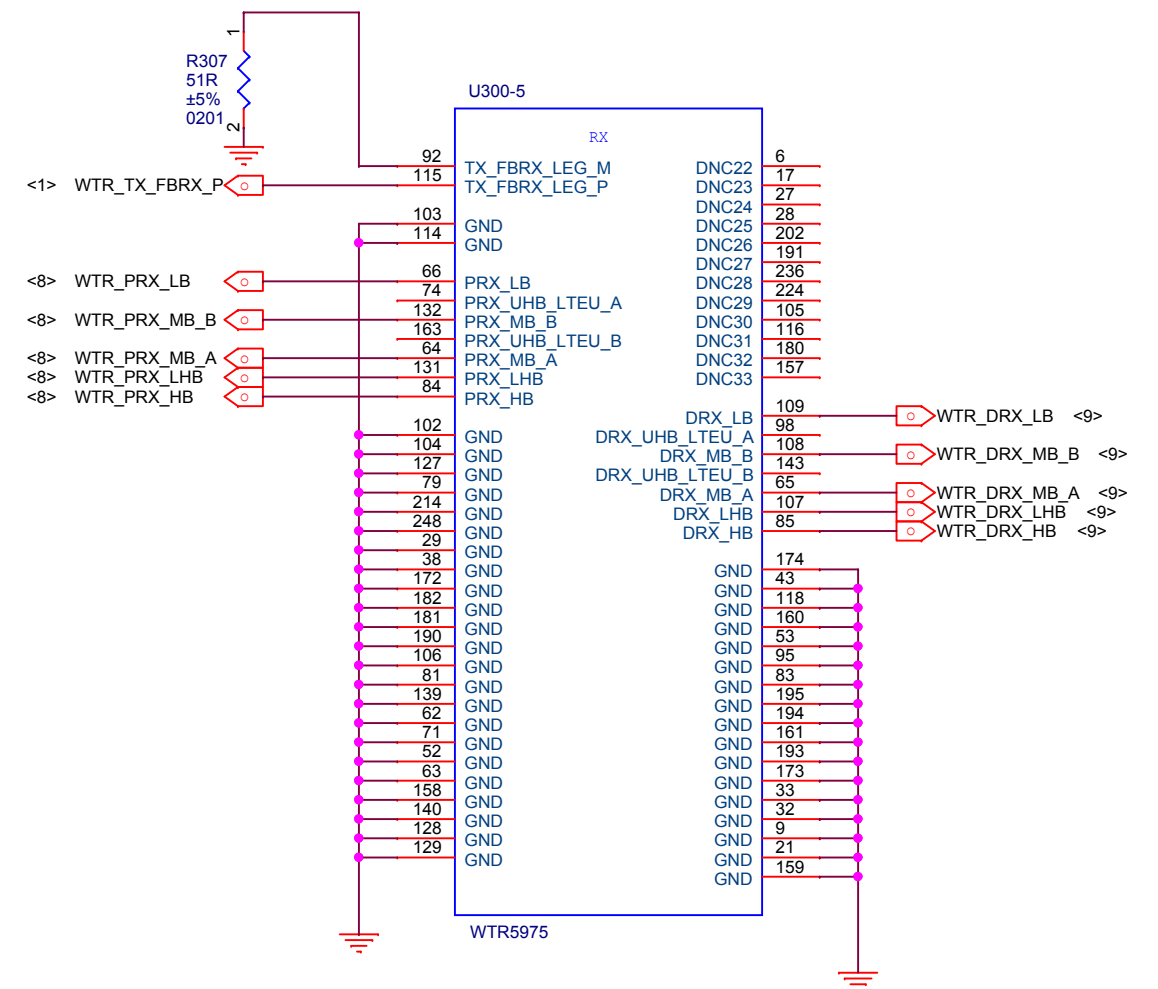 1
R307
51R
±5%
0201
2
U300-5
RX
92 TX_FBRX_LEG_M DNC22 6
<1> WTR_TX_FBRX_P 115 TX_FBRX_LEG_P DNC23 17
DNC24 27
103 GND DNC25 28
114 GND DNC26 202
DNC27 191
<8> WTR_PRX_LB 66 PRX_LB DNC28 236
74 PRX_UHB_LTEU_A DNC29 224
<8> WTR_PRX_MB_B 132 PRX_MB_B DNC30 105
163 PRX_UHB_LTEU_B DNC31 116
<8> WTR_PRX_MB_A 64 PRX_MB_A DNC32 180
<8> WTR_PRX_LHB 131 PRX_LHB DNC33 157
<8> WTR_PRX_HB 84 PRX_HB
DRX_LB 109 WTR_DRX_LB <9>
102 GND DRX_UHB_LTEU_A 98
104 GND DRX_MB_B 108 WTR_DRX_MB_B <9>
127 GND DRX_UHB_LTEU_B 143
79 GND DRX_MB_A 65 WTR_DRX_MB_A <9>
214 GND DRX_LHB 107 WTR_DRX_LHB <9>
248 GND DRX_HB 85 WTR_DRX_HB <9>
29 GND
38 GND GND 174
172 GND GND 43
182 GND GND 118
181 GND GND 160
190 GND GND 53
106 GND GND 95
81 GND GND 83
139 GND GND 195
62 GND GND 194
71 GND GND 161
52 GND GND 193
63 GND GND 173
158 GND GND 33
140 GND GND 32
128 GND GND 9
129 GND GND 21
GND 159
WTR5975